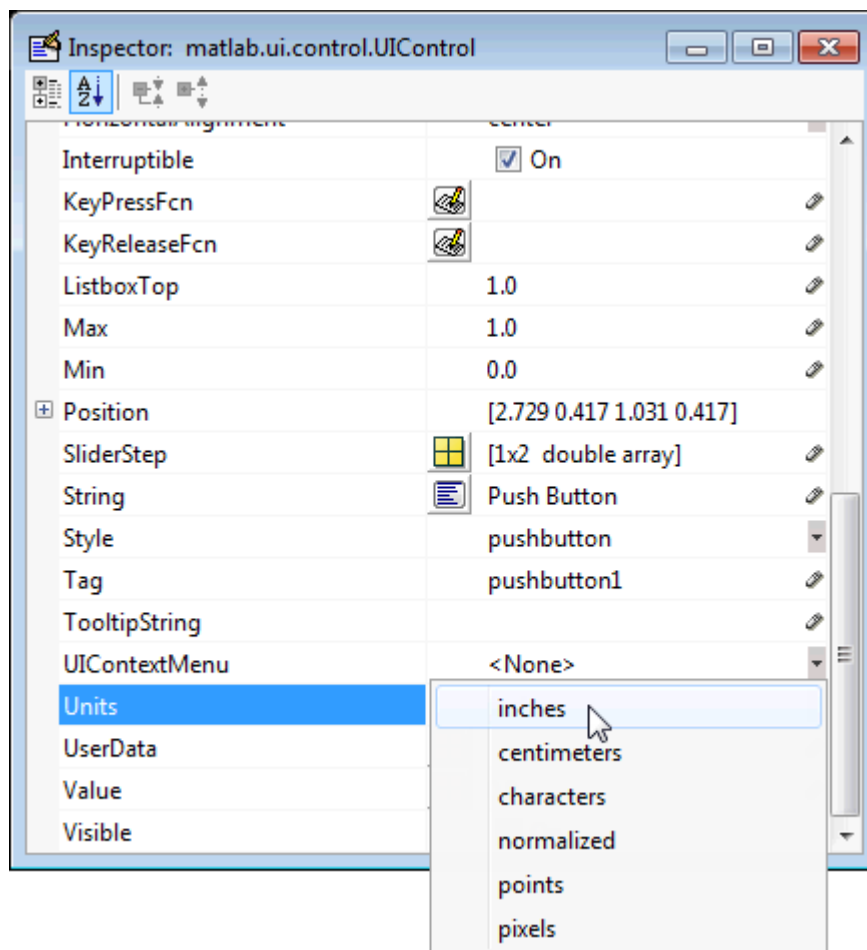 Inspector: matlab.ui.control.UIControl
HorizontalAlignment center
Interruptible On
KeyPressFcn
KeyReleaseFcn
ListboxTop 1.0
Max 1.0
Min 0.0
Position [2.729 0.417 1.031 0.417]
SliderStep [1x2 double array]
String Push Button
Style pushbutton
Tag pushbutton1
TooltipString
UIContextMenu <None>
Units inches
UserData centimeters
Value characters
Visible normalized
points
pixels